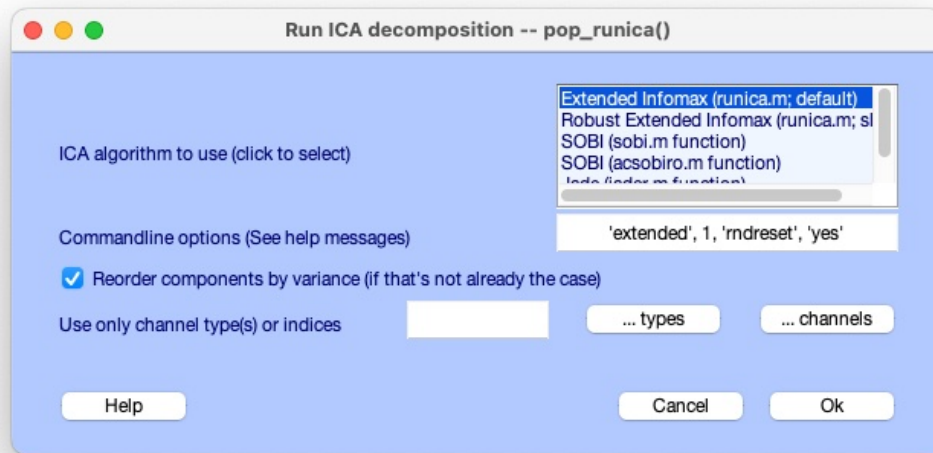 Run ICA decomposition -- pop_runica()
Extended Infomax (runica.m; default)
Robust Extended Infomax (runica.m; sl
SOBI (sobi.m function)
SOBI (acsobiro.m function)
ICA algorithm to use (click to select)
Commandline options (See help messages)
'extended', 1, 'rndreset', 'yes'
Reorder components by variance (if that's not already the case)
Use only channel type(s) or indices
... types
... channels
Help
Cancel
Ok